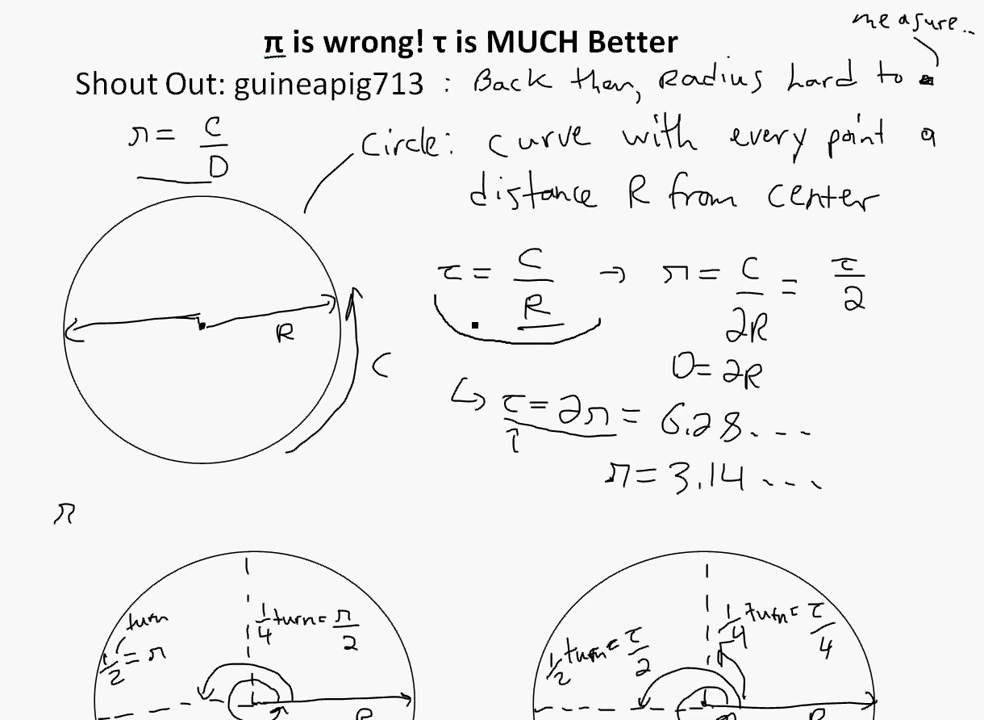 π is wrong! τ is MUCH Better
measure..
Shout Out: guineapig713 : Back then, Radius hard to
π = C/D
Circle: curve with every point a
distance R from center
τ = C/R → π = C/2R = τ/2
R
C
D = 2R
↳ τ = 2π = 6.28....
π = 3.14....
π
turn
1/4 turn = π/2
1/2 = π
R
1/4 turn = τ/4
1/2 turn = τ/2
R